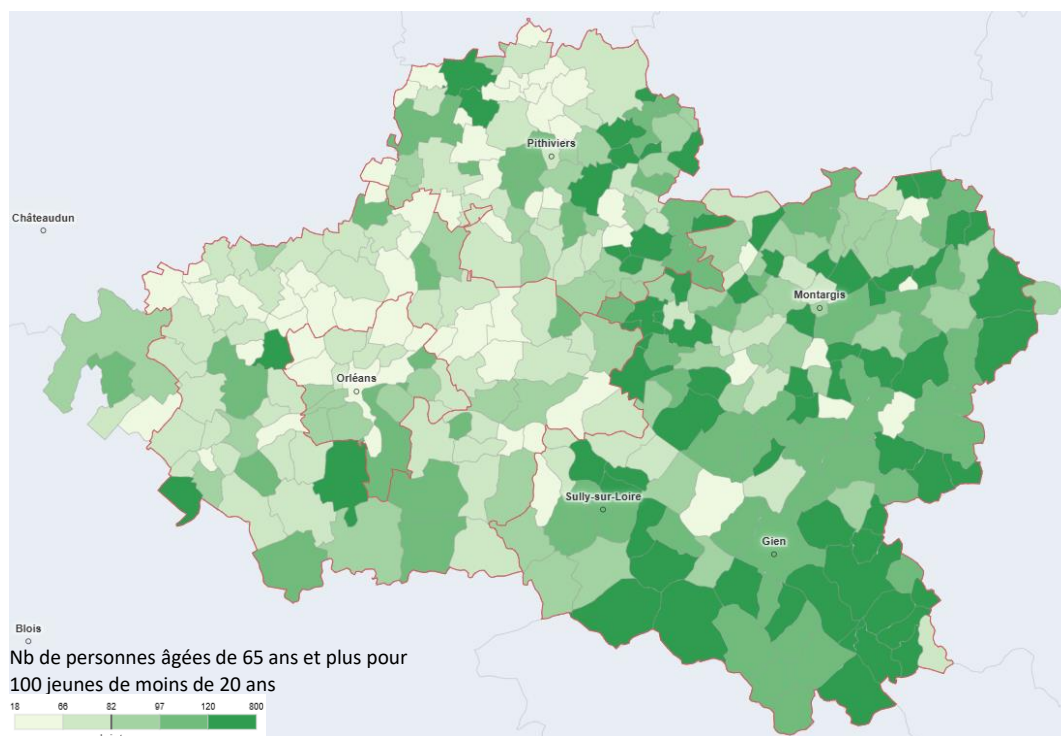 Pithiviers
Châteaudun
Montargis
Orléans
Sully-sur-Loire
Gien
Blois
Nb de personnes âgées de 65 ans et plus pour
100 jeunes de moins de 20 ans
18 66 82 97 120 800